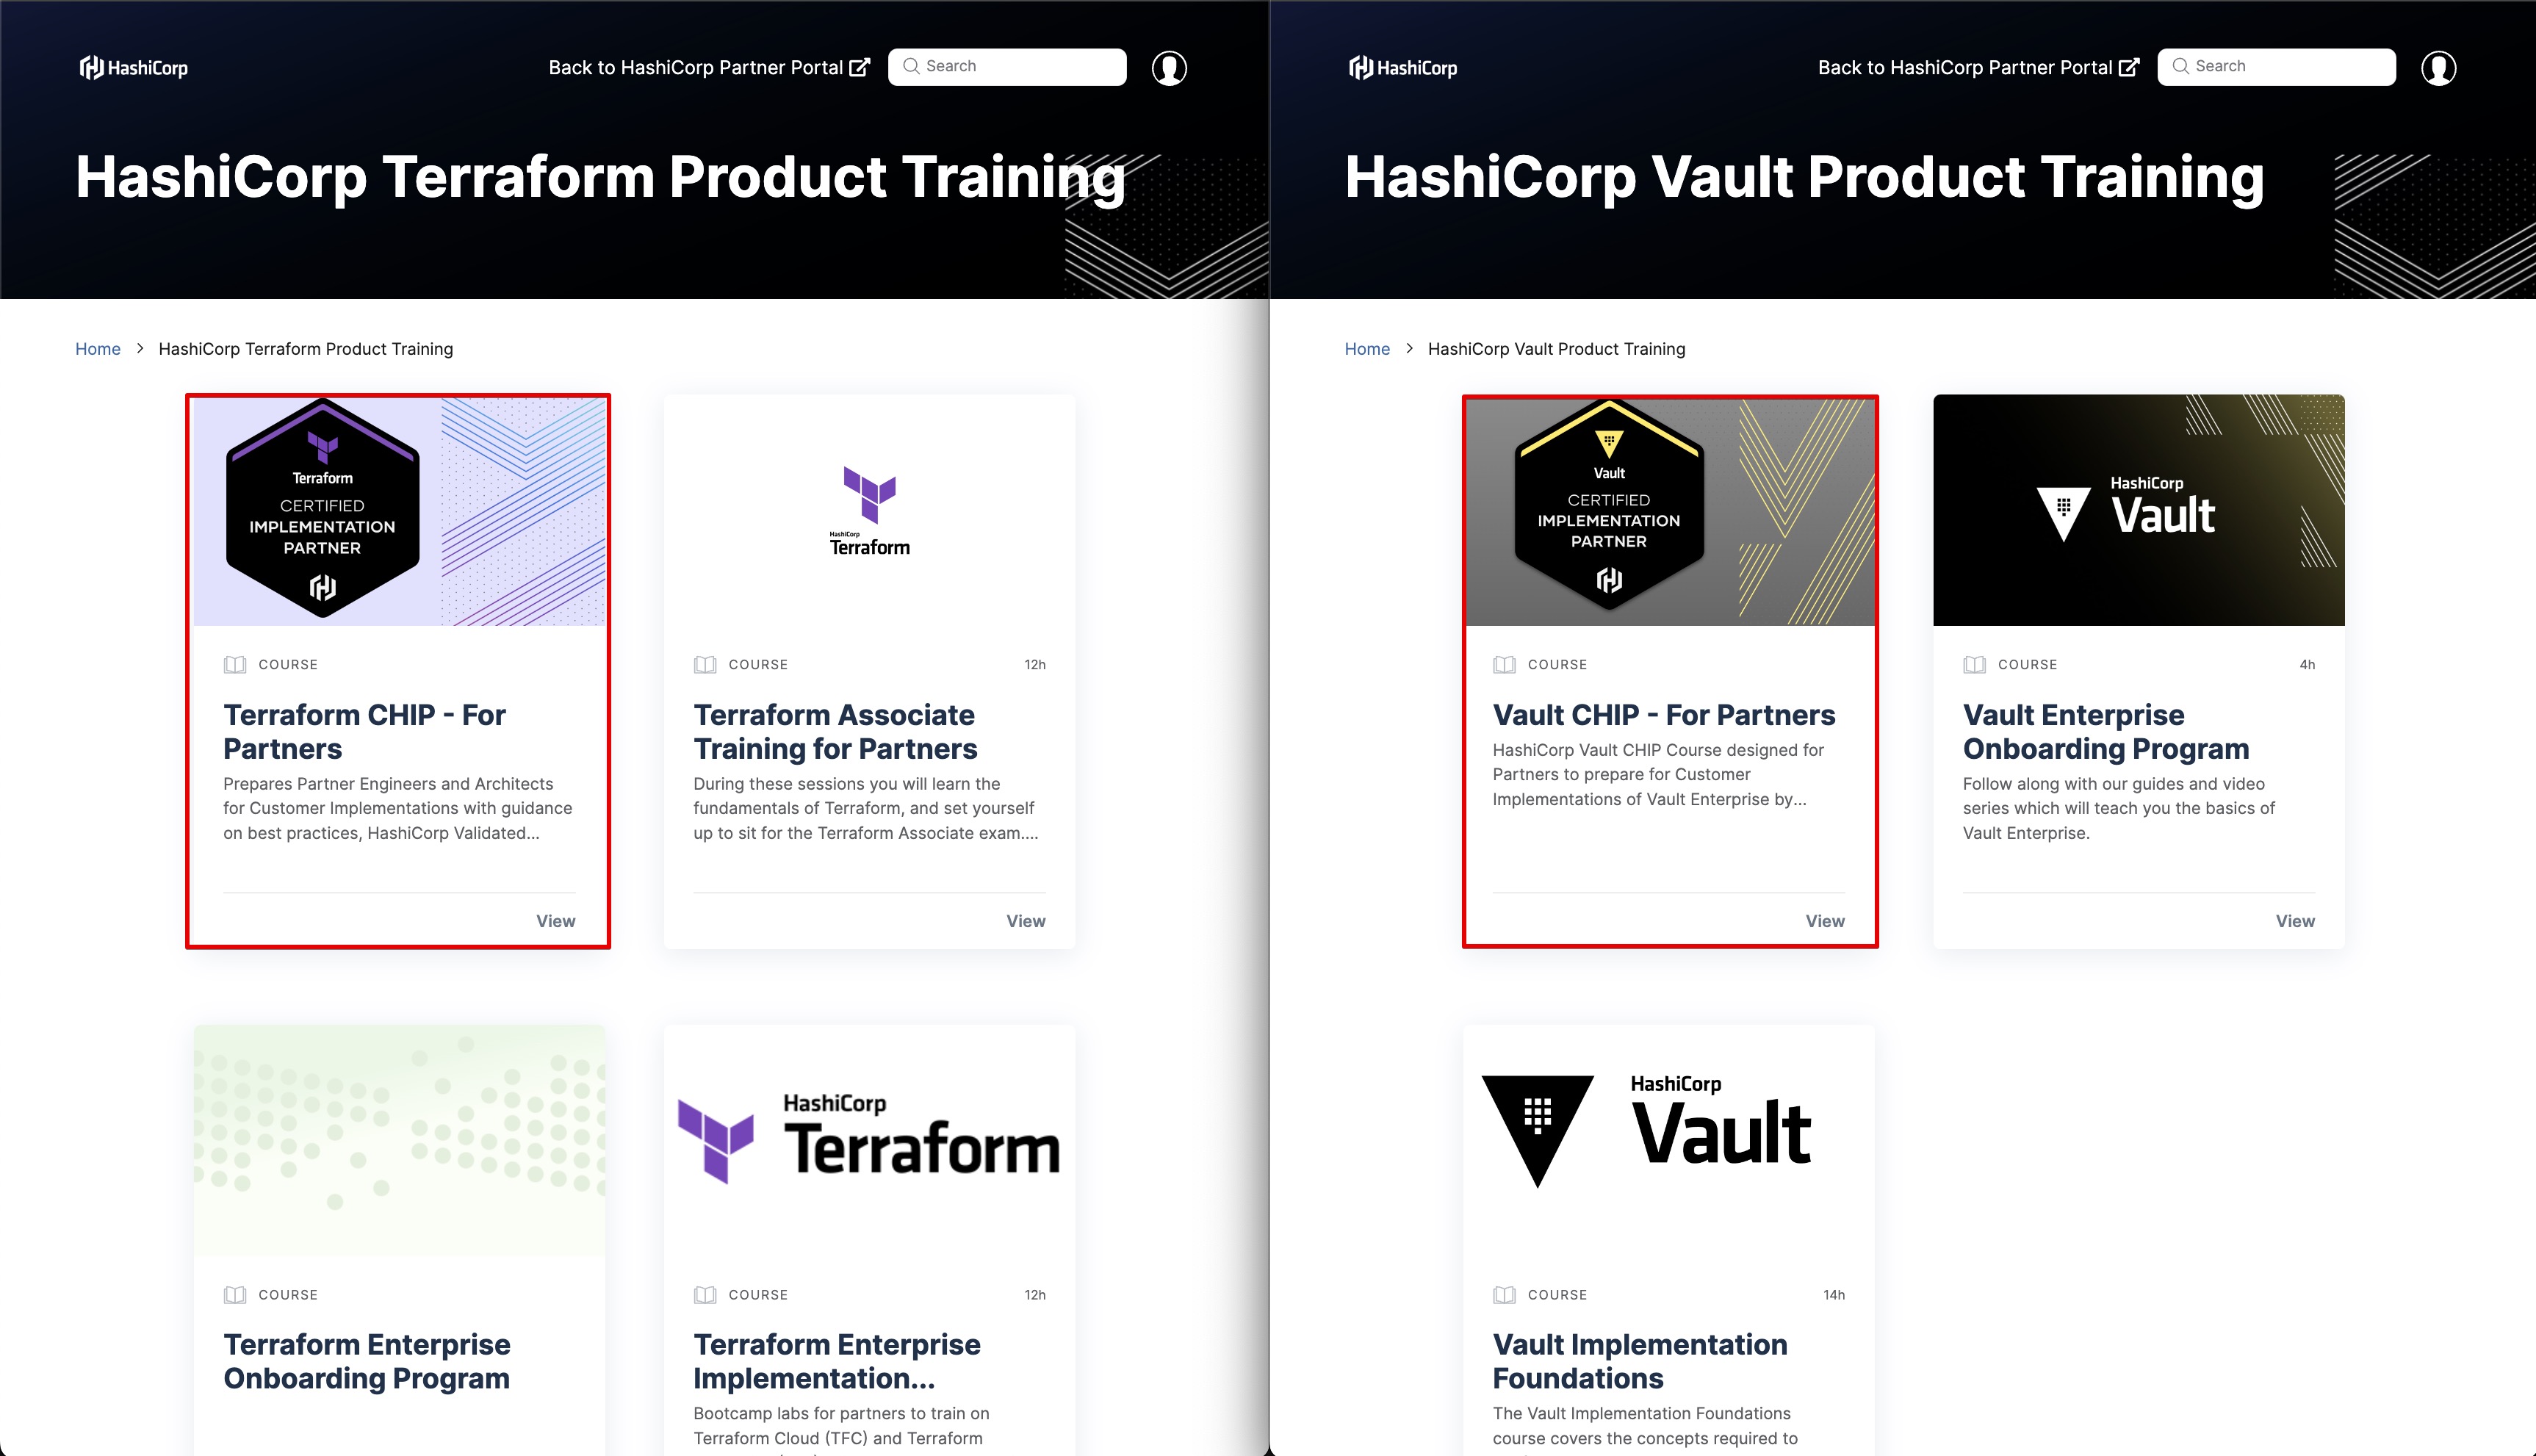 HashiCorp
Back to HashiCorp Partner Portal
Search
HashiCorp Terraform Product Training
Home > HashiCorp Terraform Product Training
Terraform
CERTIFIED
IMPLEMENTATION
PARTNER
COURSE
Terraform CHIP - For
Partners
Prepares Partner Engineers and Architects
for Customer Implementations with guidance
on best practices, HashiCorp Validated...
View
HashiCorp
Terraform
COURSE 12h
Terraform Associate
Training for Partners
During these sessions you will learn the
fundamentals of Terraform, and set yourself
up to sit for the Terraform Associate exam....
View
COURSE
Terraform Enterprise
Onboarding Program
HashiCorp
Terraform
COURSE 12h
Terraform Enterprise
Implementation...
Bootcamp labs for partners to train on
Terraform Cloud (TFC) and Terraform
HashiCorp
Back to HashiCorp Partner Portal
Search
HashiCorp Vault Product Training
Home > HashiCorp Vault Product Training
Vault
CERTIFIED
IMPLEMENTATION
PARTNER
COURSE
Vault CHIP - For Partners
HashiCorp Vault CHIP Course designed for
Partners to prepare for Customer
Implementations of Vault Enterprise by...
View
HashiCorp
Vault
COURSE 4h
Vault Enterprise
Onboarding Program
Follow along with our guides and video
series which will teach you the basics of
Vault Enterprise.
View
HashiCorp
Vault
COURSE 14h
Vault Implementation
Foundations
The Vault Implementation Foundations
course covers the concepts required to